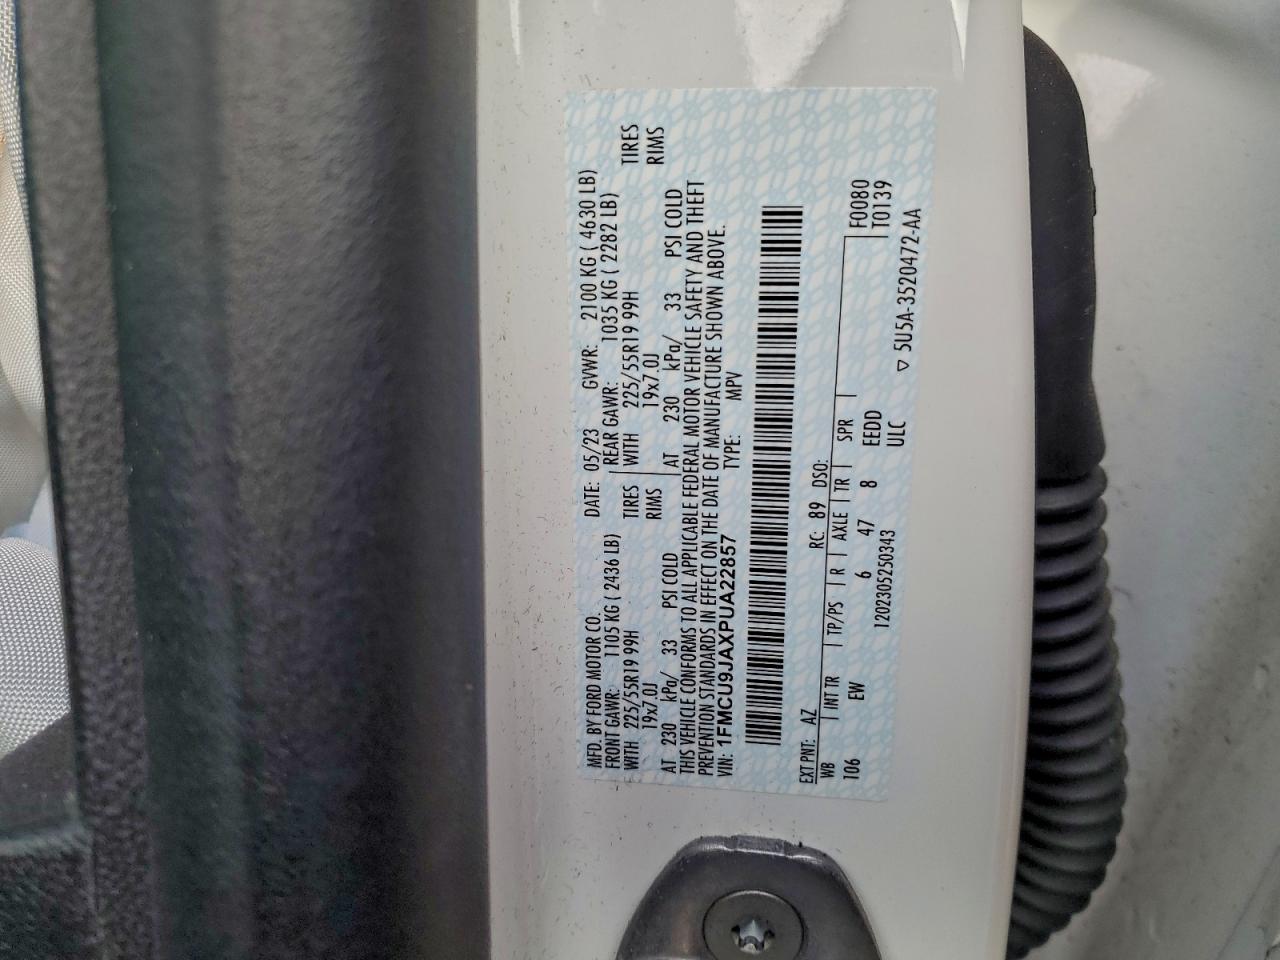 MFD. BY FORD MOTOR CO.
DATE: 05/23 GVWR: 2100 KG ( 4630 LB)
FRONT GAWR: 1105 KG ( 2436 LB) REAR GAWR: 1035 KG ( 2282 LB)
WITH 225/55R19 99H TIRES WITH 225/55R19 99H TIRES
19x7.0J RIMS 19x7.0J RIMS
AT 230 kPa/ 33 PSI COLD AT 230 kPa/ 33 PSI COLD
THIS VEHICLE CONFORMS TO ALL APPLICABLE FEDERAL MOTOR VEHICLE SAFETY AND THEFT
PREVENTION STANDARDS IN EFFECT ON THE DATE OF MANUFACTURE SHOWN ABOVE.
VIN: 1FMCU9JAXPUA22857 TYPE: MPV
EXT PNT: AZ RC: 89 DSO:
WB INT TR TP/PS R AXLE TR SPR F0080
106 EW 6 47 8 EEDD T0139
1202305250343 ULC ▽ 5U5A-3520472-AA